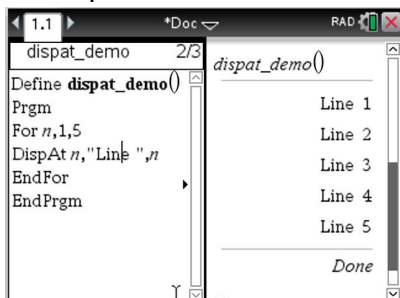 1.1
*Doc
RAD
dispat_demo
2/3
Define dispat_demo()
Prgm
For n,1,5
DispAt n,"Line ",n
EndFor
EndPrgm
dispat_demo()
Line 1
Line 2
Line 3
Line 4
Line 5
Done